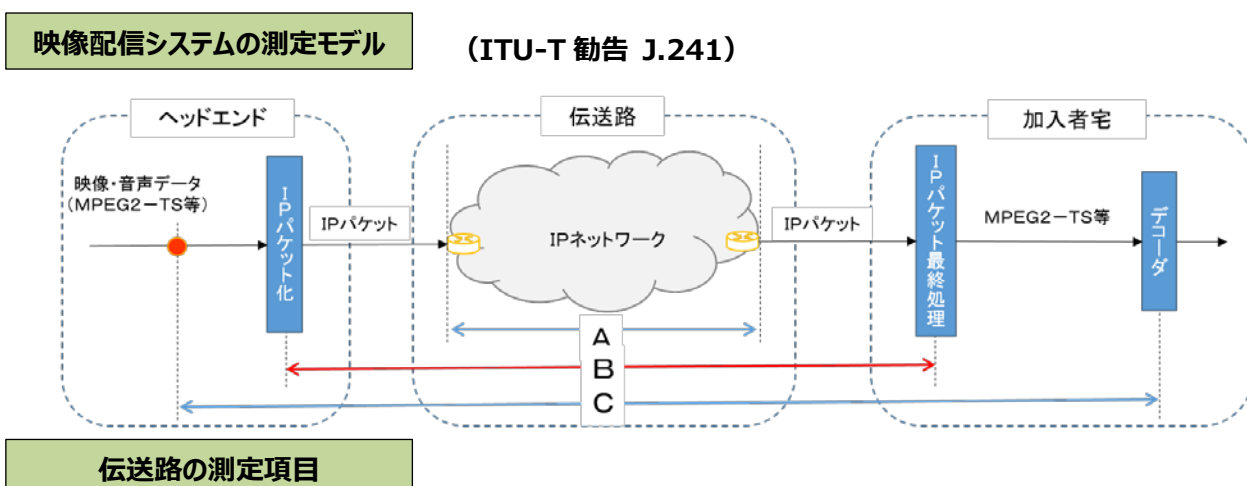 映像配信システムの測定モデル
（ITU-T 勧告 J.241）
ヘッドエンド
伝送路
加入者宅
映像・音声データ
（MPEG2－TS等）
IPパケット化
IPパケット
IPネットワーク
IPパケット
IPパケット最終処理
MPEG2－TS等
デコーダ
A
B
C
伝送路の測定項目